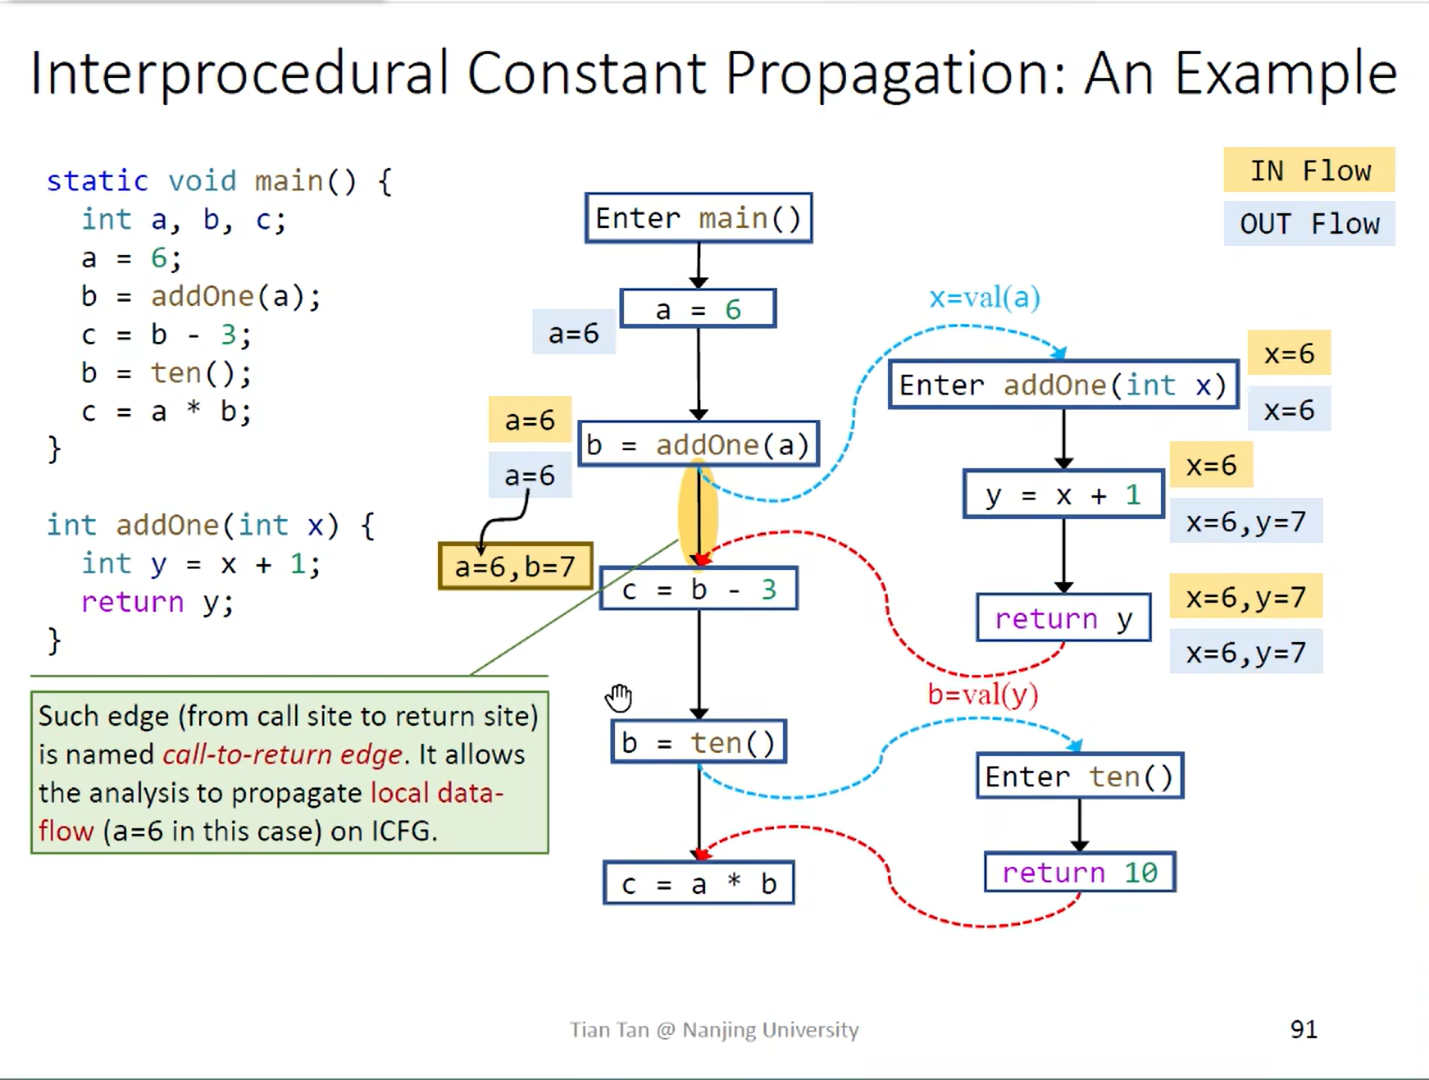 Interprocedural Constant Propagation: An Example
static void main() {
int a, b, c;
a = 6;
b = addOne(a);
c = b - 3;
b = ten();
c = a * b;
}
int addOne(int x) {
int y = x + 1;
return y;
}
Such edge (from call site to return site)
is named call-to-return edge. It allows
the analysis to propagate local data-
flow (a=6 in this case) on ICFG.
Enter main()
a = 6
a=6
a=6
b = addOne(a)
a=6
a=6,b=7
c = b - 3
b = ten()
c = a * b
IN Flow
OUT Flow
x=val(a)
x=6
Enter addOne(int x)
x=6
x=6
y = x + 1
x=6,y=7
x=6,y=7
return y
x=6,y=7
b=val(y)
Enter ten()
return 10
Tian Tan @ Nanjing University
91